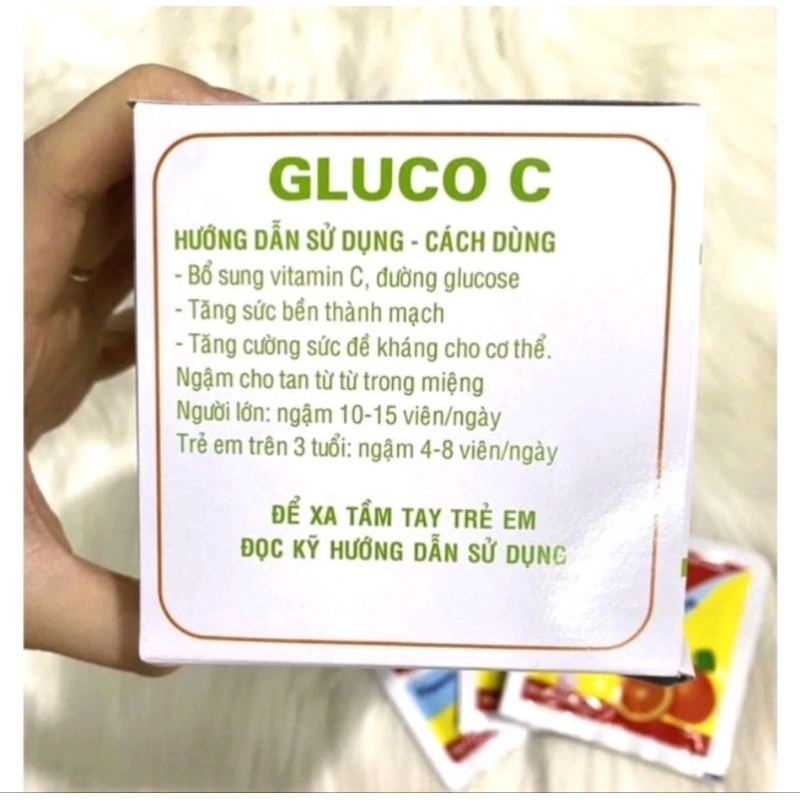 GLUCO C
HƯỚNG DẪN SỬ DỤNG - CÁCH DÙNG
- Bổ sung vitamin C, đường glucose
- Tăng sức bền thành mạch
- Tăng cường sức đề kháng cho cơ thể.
Ngậm cho tan từ từ trong miệng
Người lớn: ngậm 10-15 viên/ngày
Trẻ em trên 3 tuổi: ngậm 4-8 viên/ngày
ĐỂ XA TẦM TAY TRẺ EM
ĐỌC KỸ HƯỚNG DẪN SỬ DỤNG